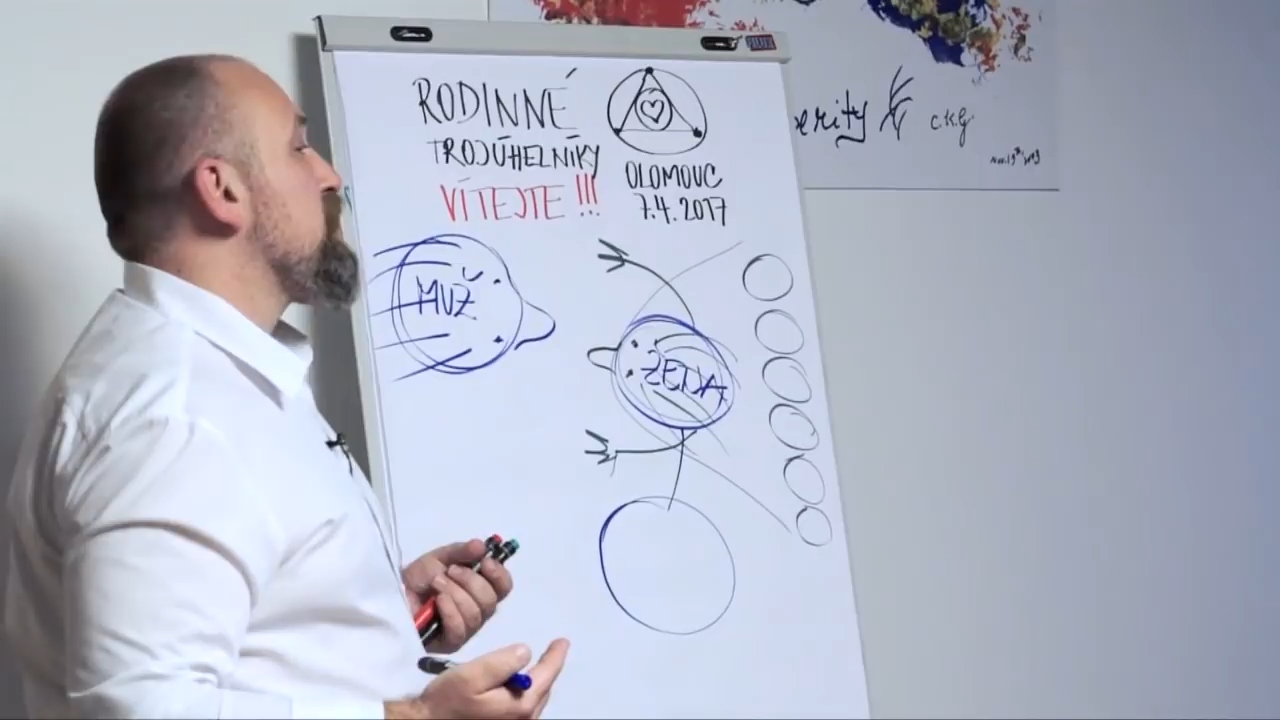 RODINNÉ
TROJÚHELNÍKY
VÍTEJTE !!!
OLOMOUC
7.4.2017
MUŽ
ŽENA
erity
c.k.g.